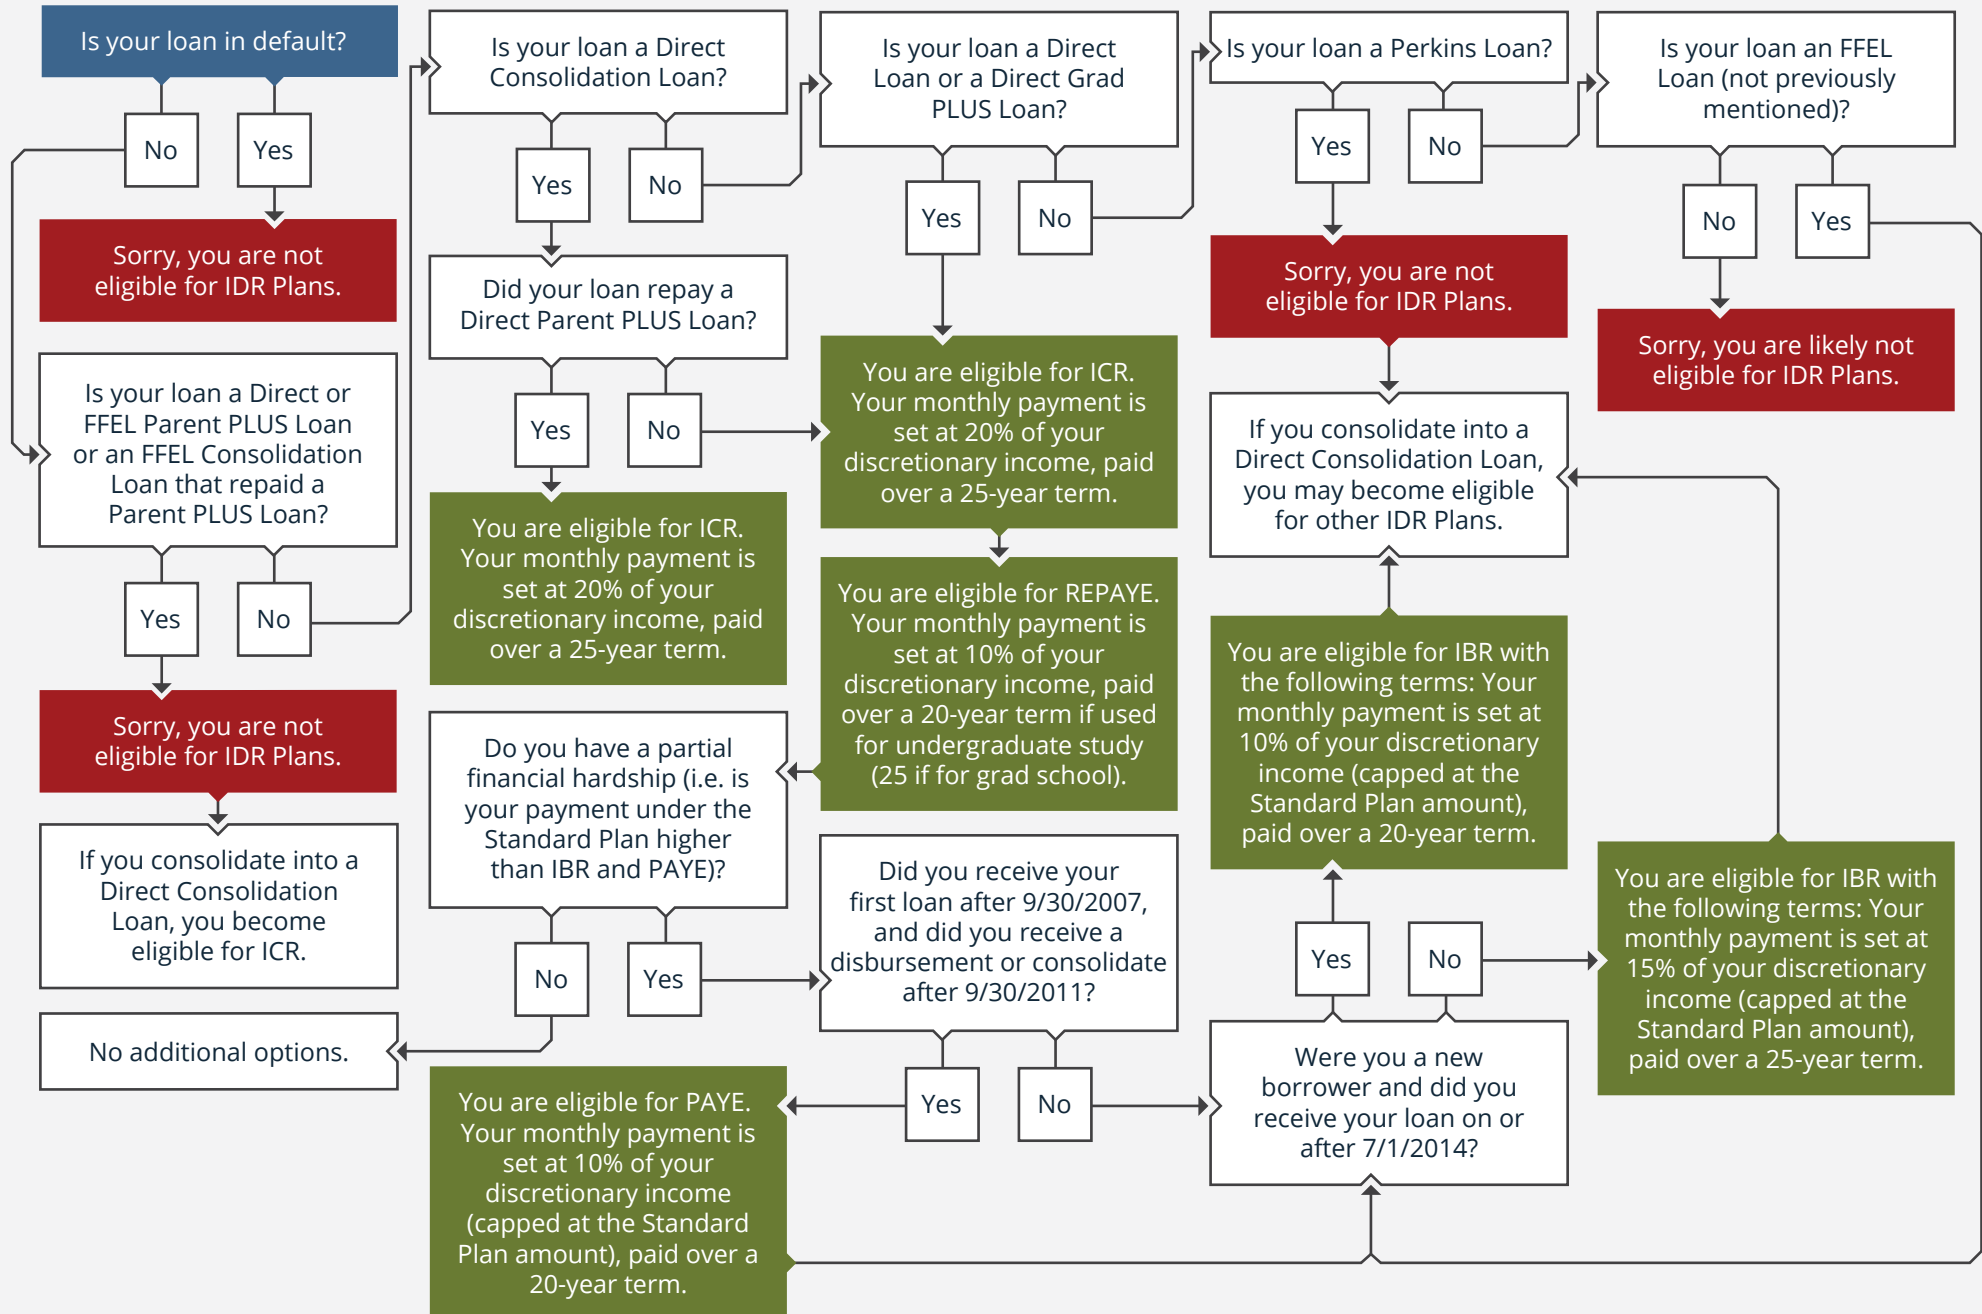 Is your loan in default?
No
Yes
Sorry, you are not
eligible for IDR Plans.
Is your loan a Direct or
FFEL Parent PLUS Loan
or an FFEL Consolidation
Loan that repaid a
Parent PLUS Loan?
Yes
No
Sorry, you are not
eligible for IDR Plans.
If you consolidate into a
Direct Consolidation
Loan, you become
eligible for ICR.
No additional options.
Is your loan a Direct
Consolidation Loan?
Yes
No
Did your loan repay a
Direct Parent PLUS Loan?
Yes
No
You are eligible for ICR.
Your monthly payment is
set at 20% of your
discretionary income, paid
over a 25-year term.
Do you have a partial
financial hardship (i.e. is
your payment under the
Standard Plan higher
than IBR and PAYE)?
No
Yes
You are eligible for PAYE.
Your monthly payment is
set at 10% of your
discretionary income
(capped at the Standard
Plan amount), paid over a
20-year term.
Is your loan a Direct
Loan or a Direct Grad
PLUS Loan?
Yes
No
You are eligible for ICR.
Your monthly payment is
set at 20% of your
discretionary income, paid
over a 25-year term.
You are eligible for REPAYE.
Your monthly payment is
set at 10% of your
discretionary income, paid
over a 20-year term if used
for undergraduate study
(25 if for grad school).
Did you receive your
first loan after 9/30/2007,
and did you receive a
disbursement or consolidate
after 9/30/2011?
Yes
No
Is your loan a Perkins Loan?
Yes
No
Sorry, you are not
eligible for IDR Plans.
If you consolidate into a
Direct Consolidation Loan,
you may become eligible
for other IDR Plans.
You are eligible for IBR with
the following terms: Your
monthly payment is set at
10% of your discretionary
income (capped at the
Standard Plan amount),
paid over a 20-year term.
Yes
No
Were you a new
borrower and did you
receive your loan on or
after 7/1/2014?
Is your loan an FFEL
Loan (not previously
mentioned)?
No
Yes
Sorry, you are likely not
eligible for IDR Plans.
You are eligible for IBR with
the following terms: Your
monthly payment is set at
15% of your discretionary
income (capped at the
Standard Plan amount),
paid over a 25-year term.